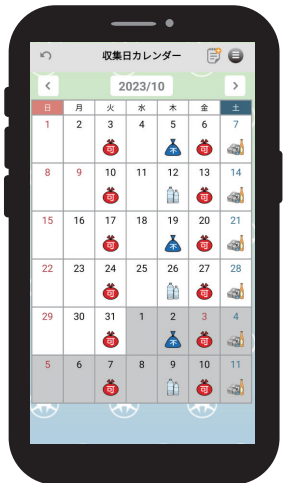 収集日カレンダー
2023/10
日 月 火 水 木 金 土
1 2 3 4 5 6 7
可 不 可
8 9 10 11 12 13 14
可 可
15 16 17 18 19 20 21
可 不 可
22 23 24 25 26 27 28
可 可
29 30 31 1 2 3 4
可 不 可
5 6 7 8 9 10 11
可 可